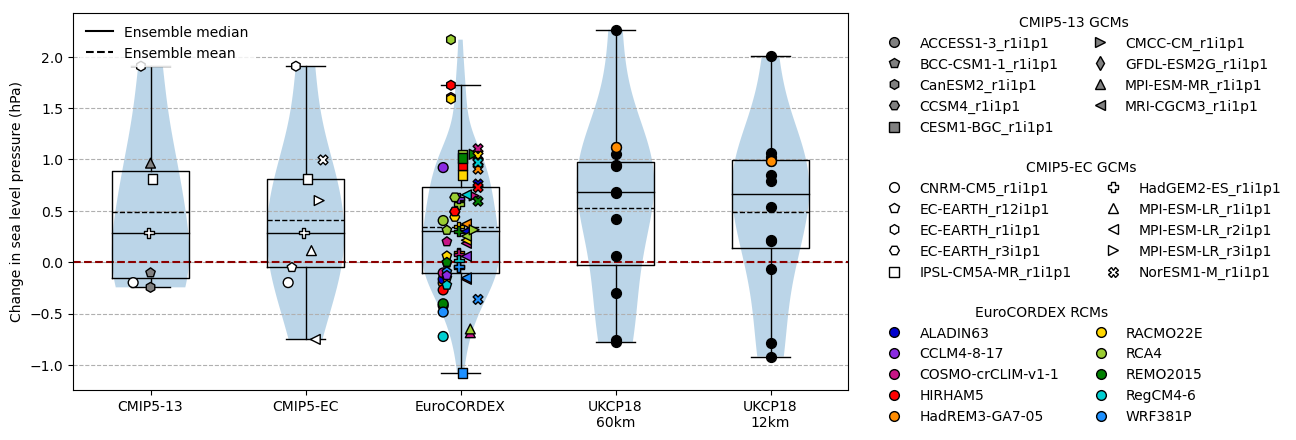 Ensemble median
Ensemble mean
Change in sea level pressure (hPa)
2.0
1.5
1.0
0.5
0.0
−0.5
−1.0
CMIP5-13
CMIP5-EC
EuroCORDEX
UKCP18
60km
UKCP18
12km
CMIP5-13 GCMs
ACCESS1-3_r1i1p1
BCC-CSM1-1_r1i1p1
CanESM2_r1i1p1
CCSM4_r1i1p1
CESM1-BGC_r1i1p1
CMCC-CM_r1i1p1
GFDL-ESM2G_r1i1p1
MPI-ESM-MR_r1i1p1
MRI-CGCM3_r1i1p1
CMIP5-EC GCMs
CNRM-CM5_r1i1p1
EC-EARTH_r12i1p1
EC-EARTH_r1i1p1
EC-EARTH_r3i1p1
IPSL-CM5A-MR_r1i1p1
HadGEM2-ES_r1i1p1
MPI-ESM-LR_r1i1p1
MPI-ESM-LR_r2i1p1
MPI-ESM-LR_r3i1p1
NorESM1-M_r1i1p1
EuroCORDEX RCMs
ALADIN63
CCLM4-8-17
COSMO-crCLIM-v1-1
HIRHAM5
HadREM3-GA7-05
RACMO22E
RCA4
REMO2015
RegCM4-6
WRF381P